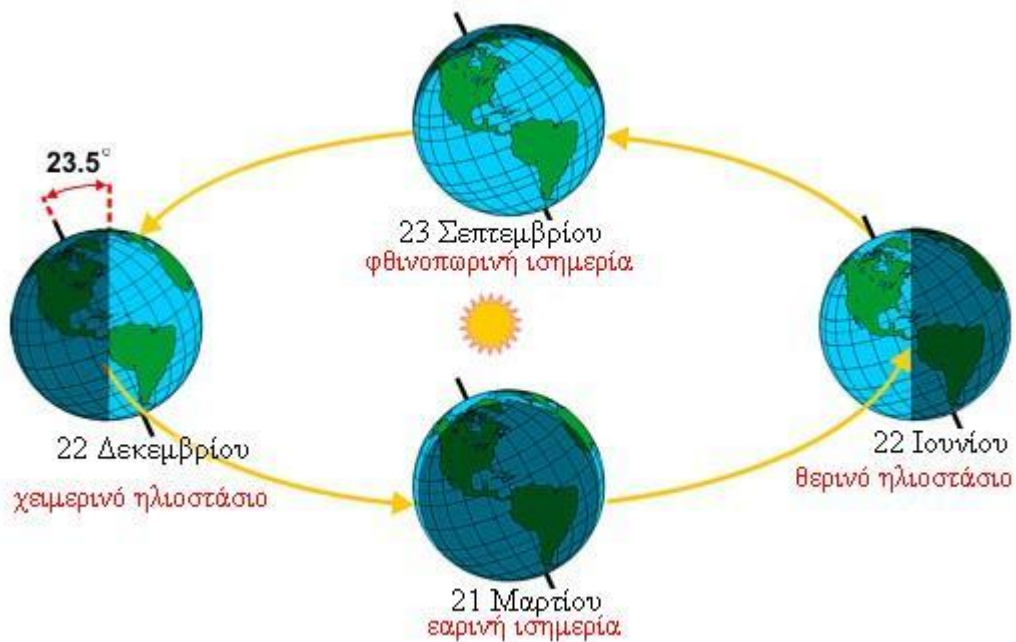 23.5°
23 Σεπτεμβρίου
φθινοπωρινή ισημερία
22 Δεκεμβρίου
χειμερινό ηλιοστάσιο
22 Ιουνίου
θερινό ηλιοστάσιο
21 Μαρτίου
εαρινή ισημερία